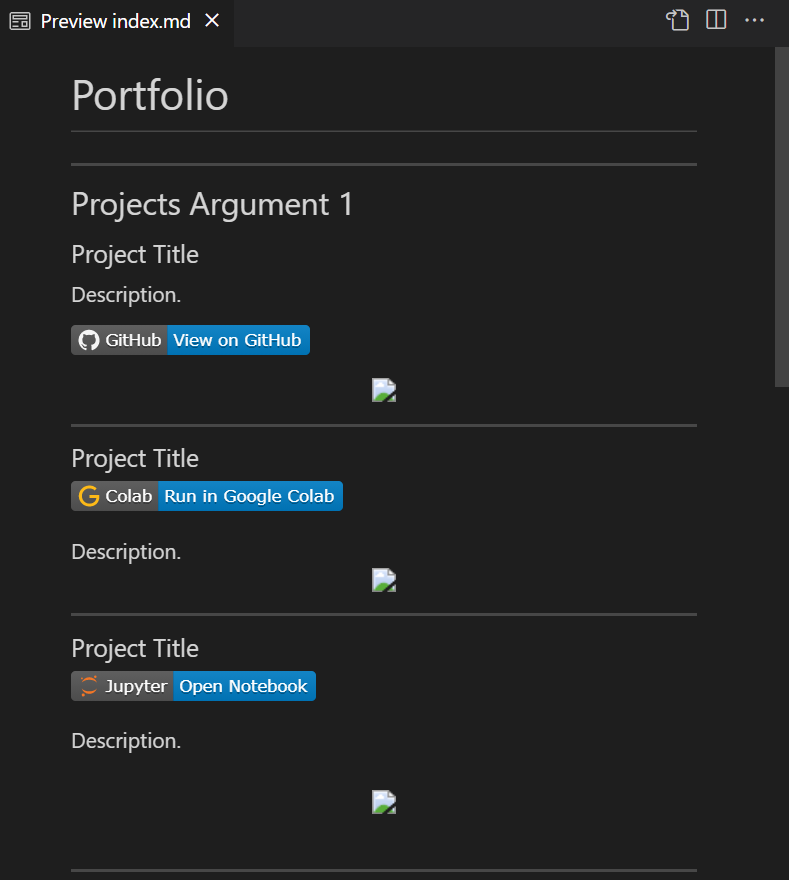 Preview index.md
Portfolio
Projects Argument 1
Project Title
Description.
GitHub View on GitHub
Project Title
Colab Run in Google Colab
Description.
Project Title
Jupyter Open Notebook
Description.